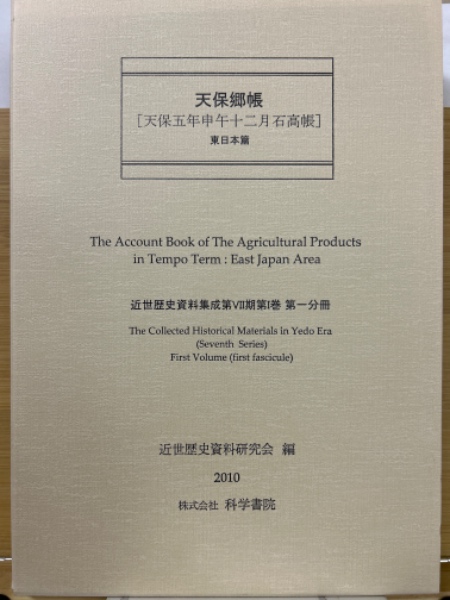 天保郷帳
[天保五年申午十二月石高帳]
東日本篇
The Account Book of The Agricultural Products
in Tempo Term : East Japan Area
近世歴史資料集成第VII期第I巻 第一分冊
The Collected Historical Materials in Yedo Era
(Seventh Series)
First Volume (first fascicule)
近世歴史資料研究会 編
2010
株式会社 科学書院